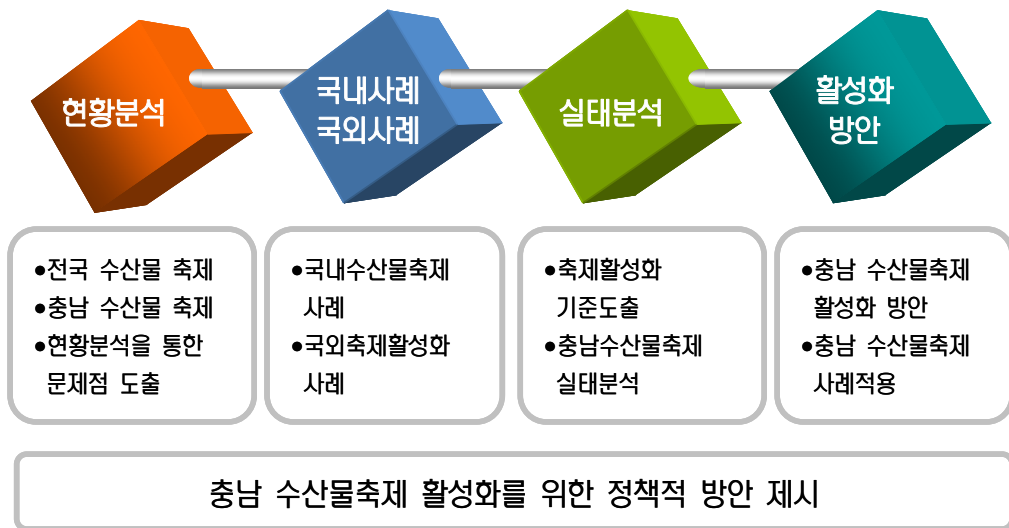 현황분석
국내사례
국외사례
실태분석
활성화
방안
●전국 수산물 축제
●충남 수산물 축제
●현황분석을 통한
문제점 도출
●국내수산물축제
사례
●국외축제활성화
사례
●축제활성화
기준도출
●충남수산물축제
실태분석
●충남 수산물축제
활성화 방안
●충남 수산물축제
사례적용
충남 수산물축제 활성화를 위한 정책적 방안 제시